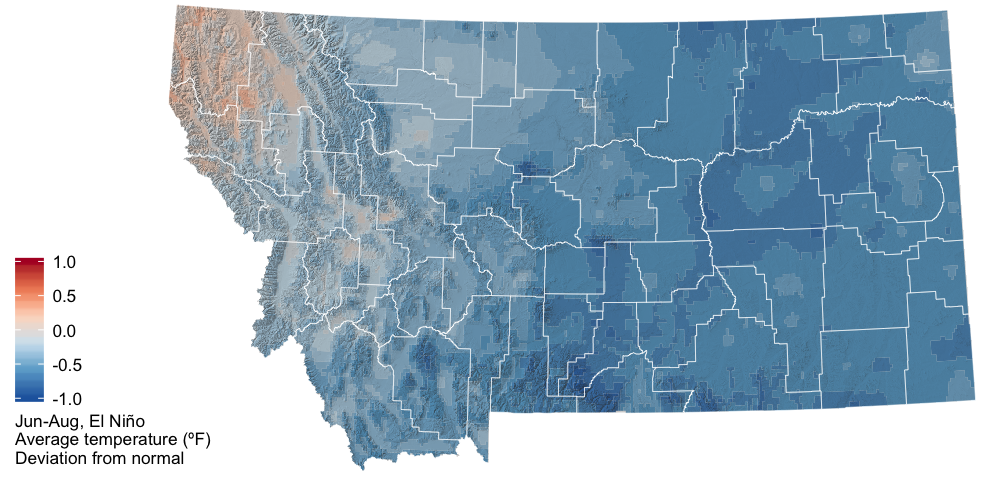 1.0
0.5
0.0
-0.5
-1.0
Jun-Aug, El Niño
Average temperature (ºF)
Deviation from normal